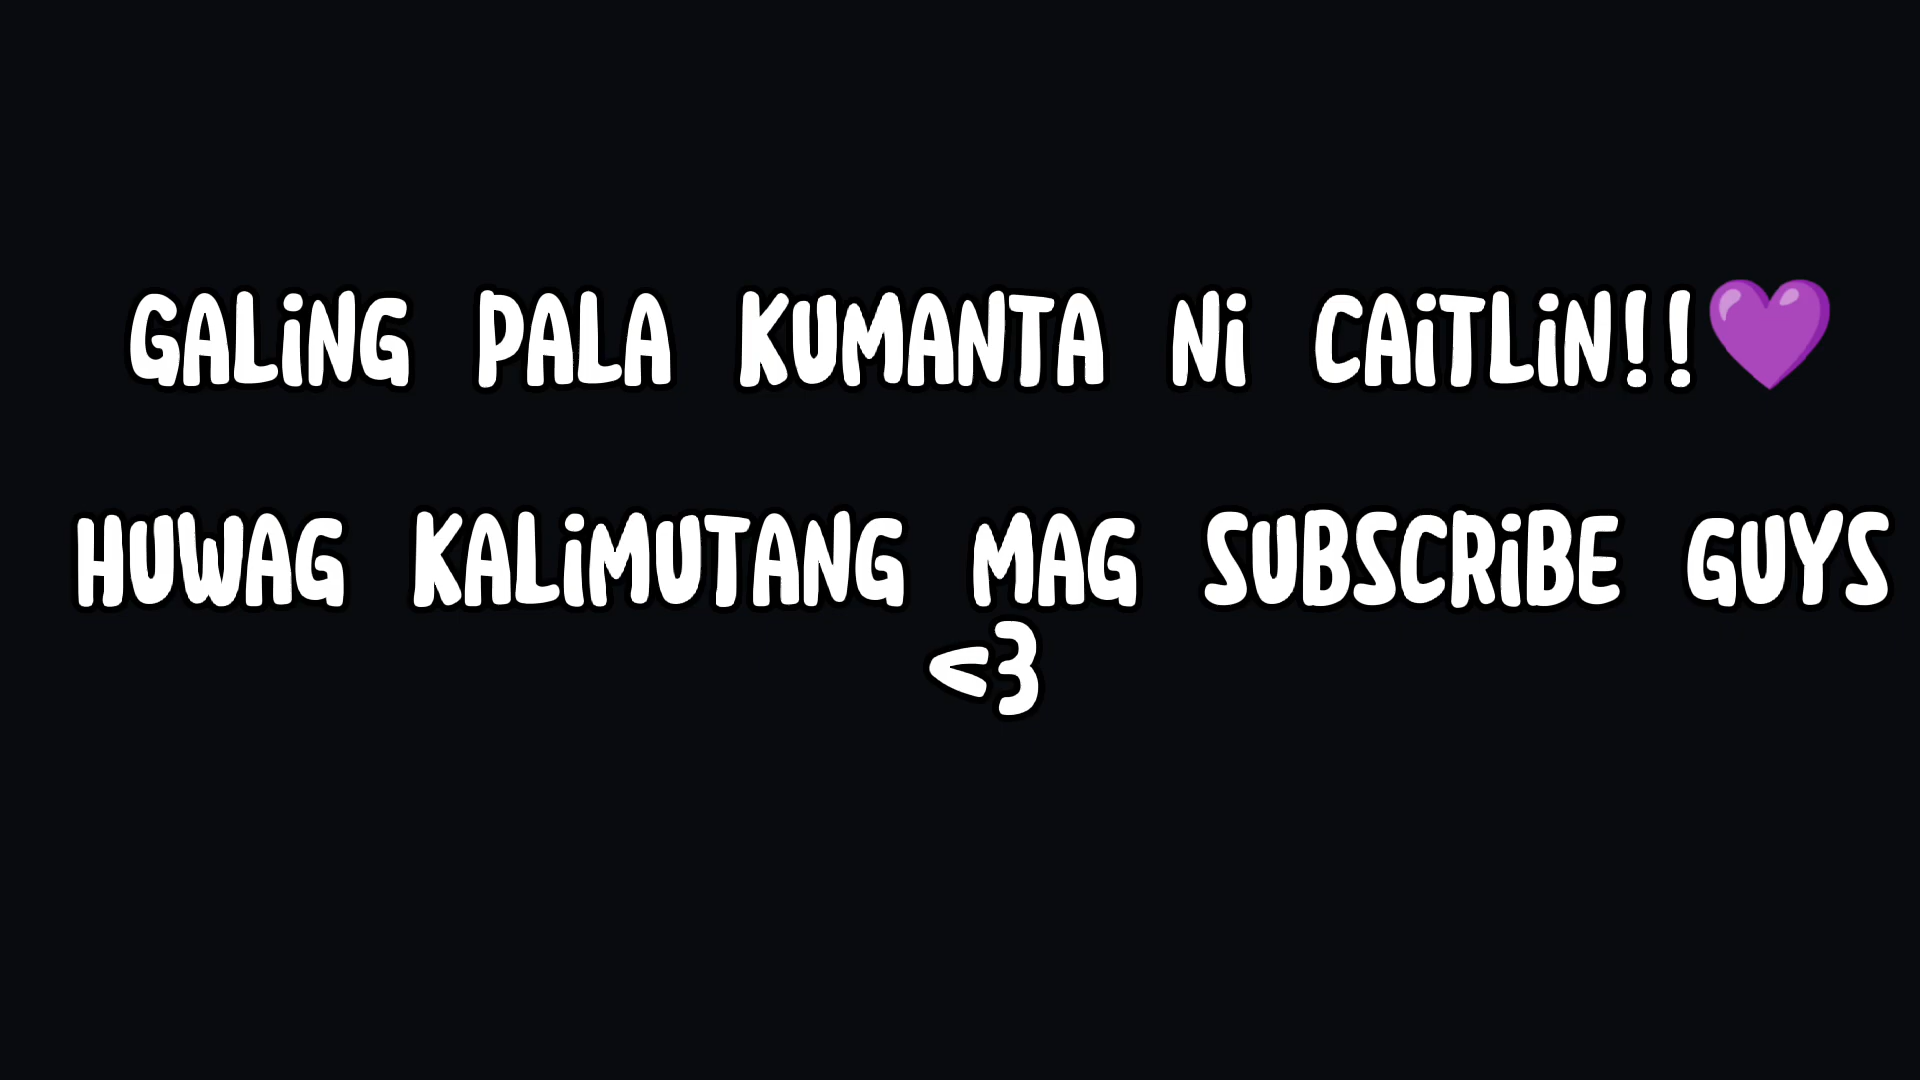 GALiNG PALA KUMANTA Ni CAiTLiN!!💜
HUWAG KALiMUTANG MAG SUBSCRiBE GUYS
<3